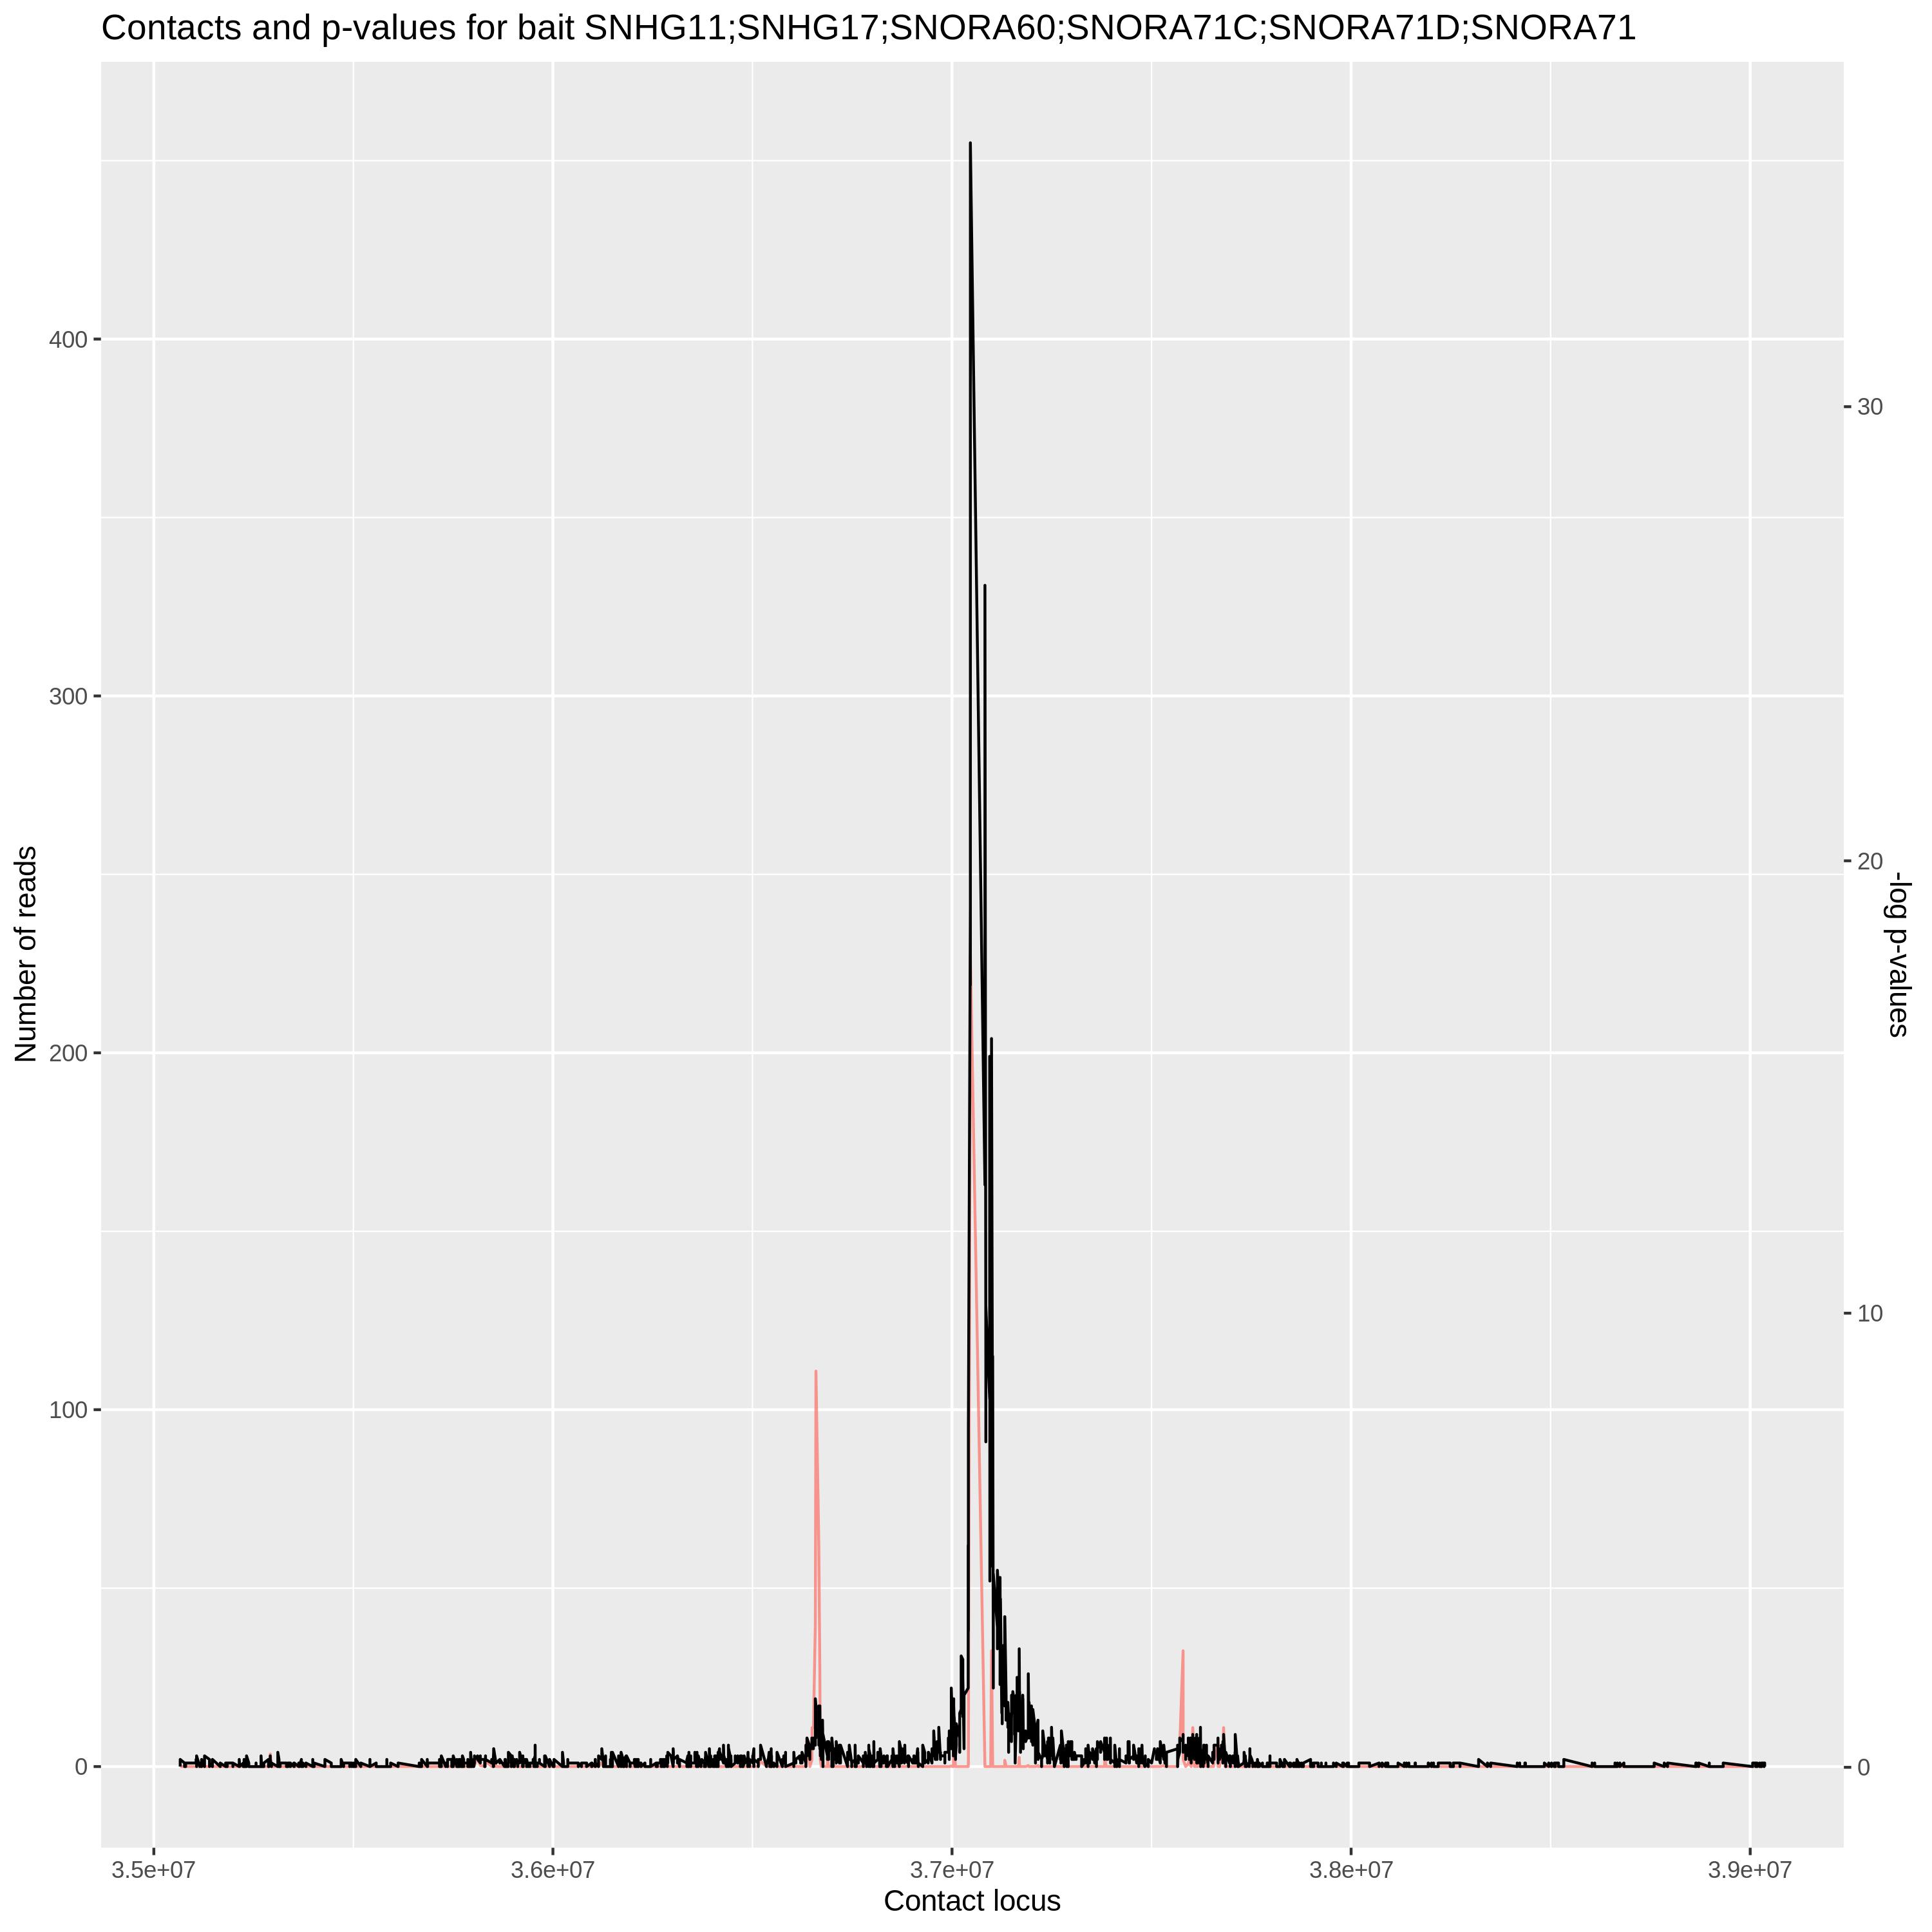 Contacts and p-values for bait SNHG11;SNHG17;SNORA60;SNORA71C;SNORA71D;SNORA71
400
300
200
100
0
Number of reads
30
20
10
0
-log p-values
3.5e+07 3.6e+07 3.7e+07 3.8e+07 3.9e+07
Contact locus